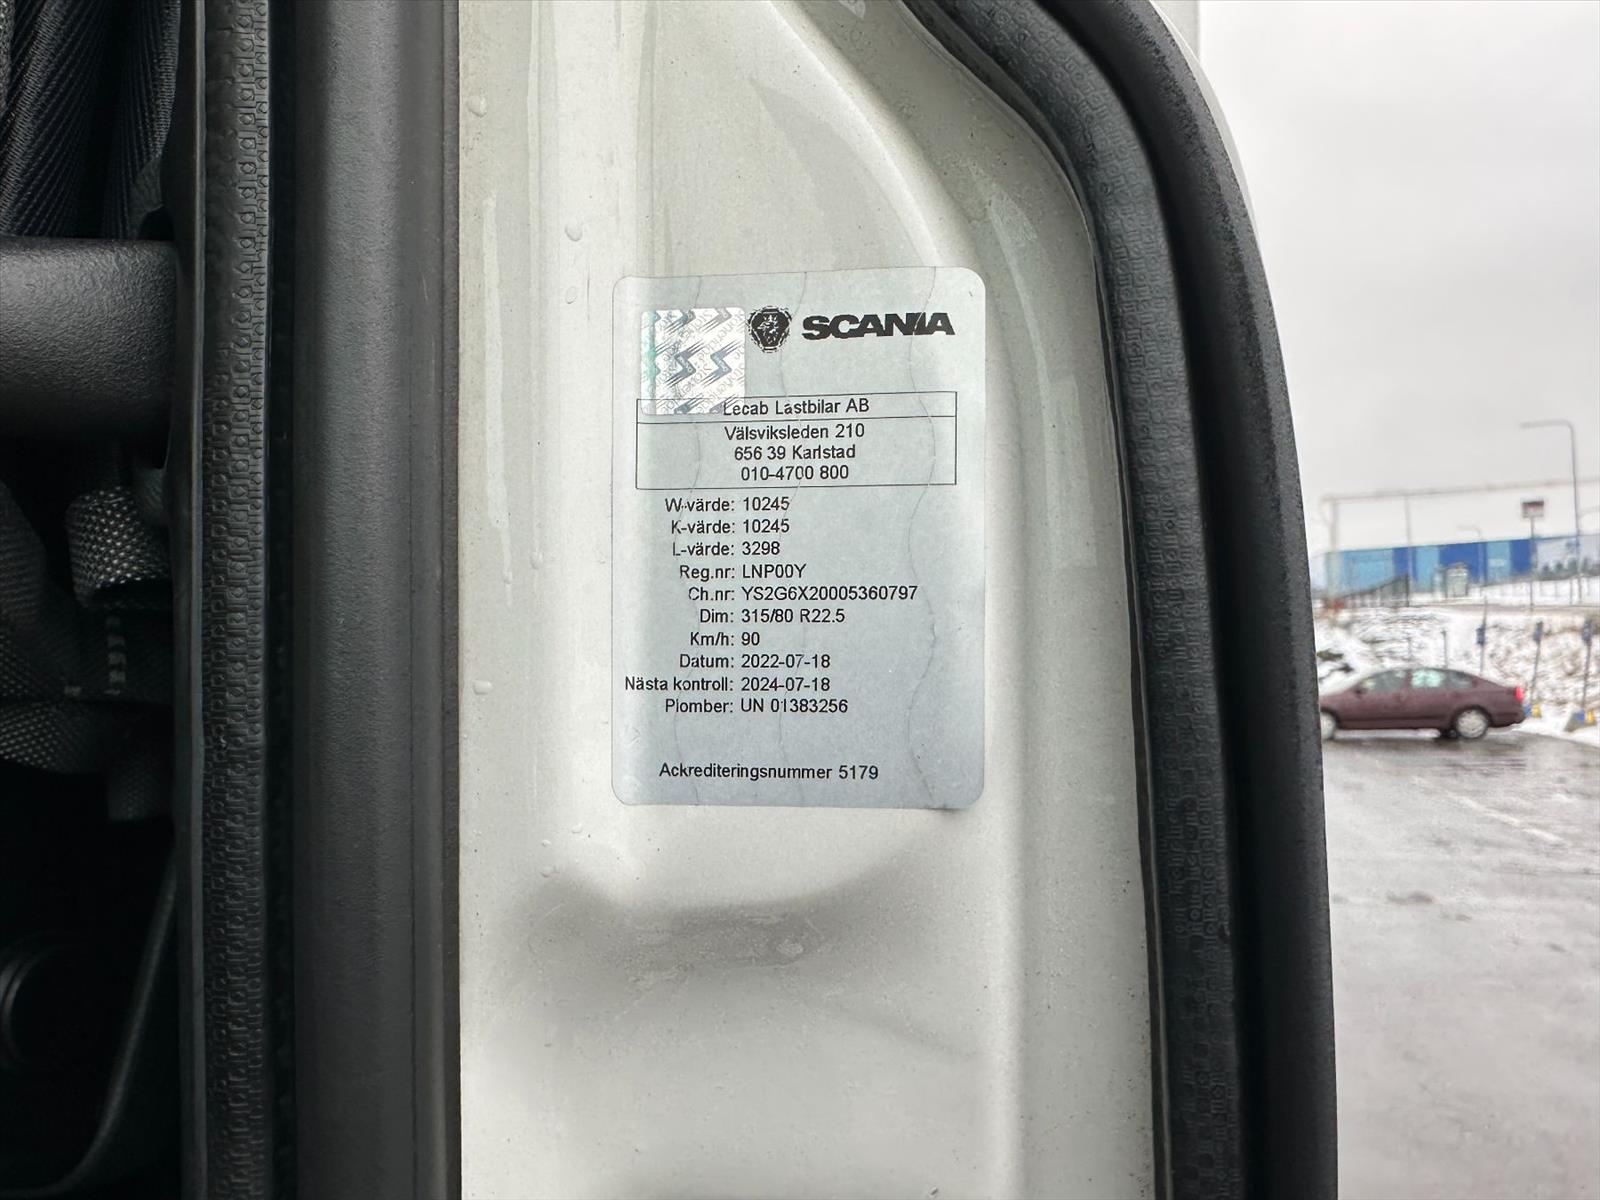 SCANIA
Lecab Lastbilar AB
Välsviksleden 210
656 39 Karlstad
010-4700 800
W-värde: 10245
K-värde: 10245
L-värde: 3298
Reg.nr: LNP00Y
Ch.nr: YS2G6X20005360797
Dim: 315/80 R22.5
Km/h: 90
Datum: 2022-07-18
Nästa kontroll: 2024-07-18
Plomber: UN 01383256
Ackrediteringsnummer 5179